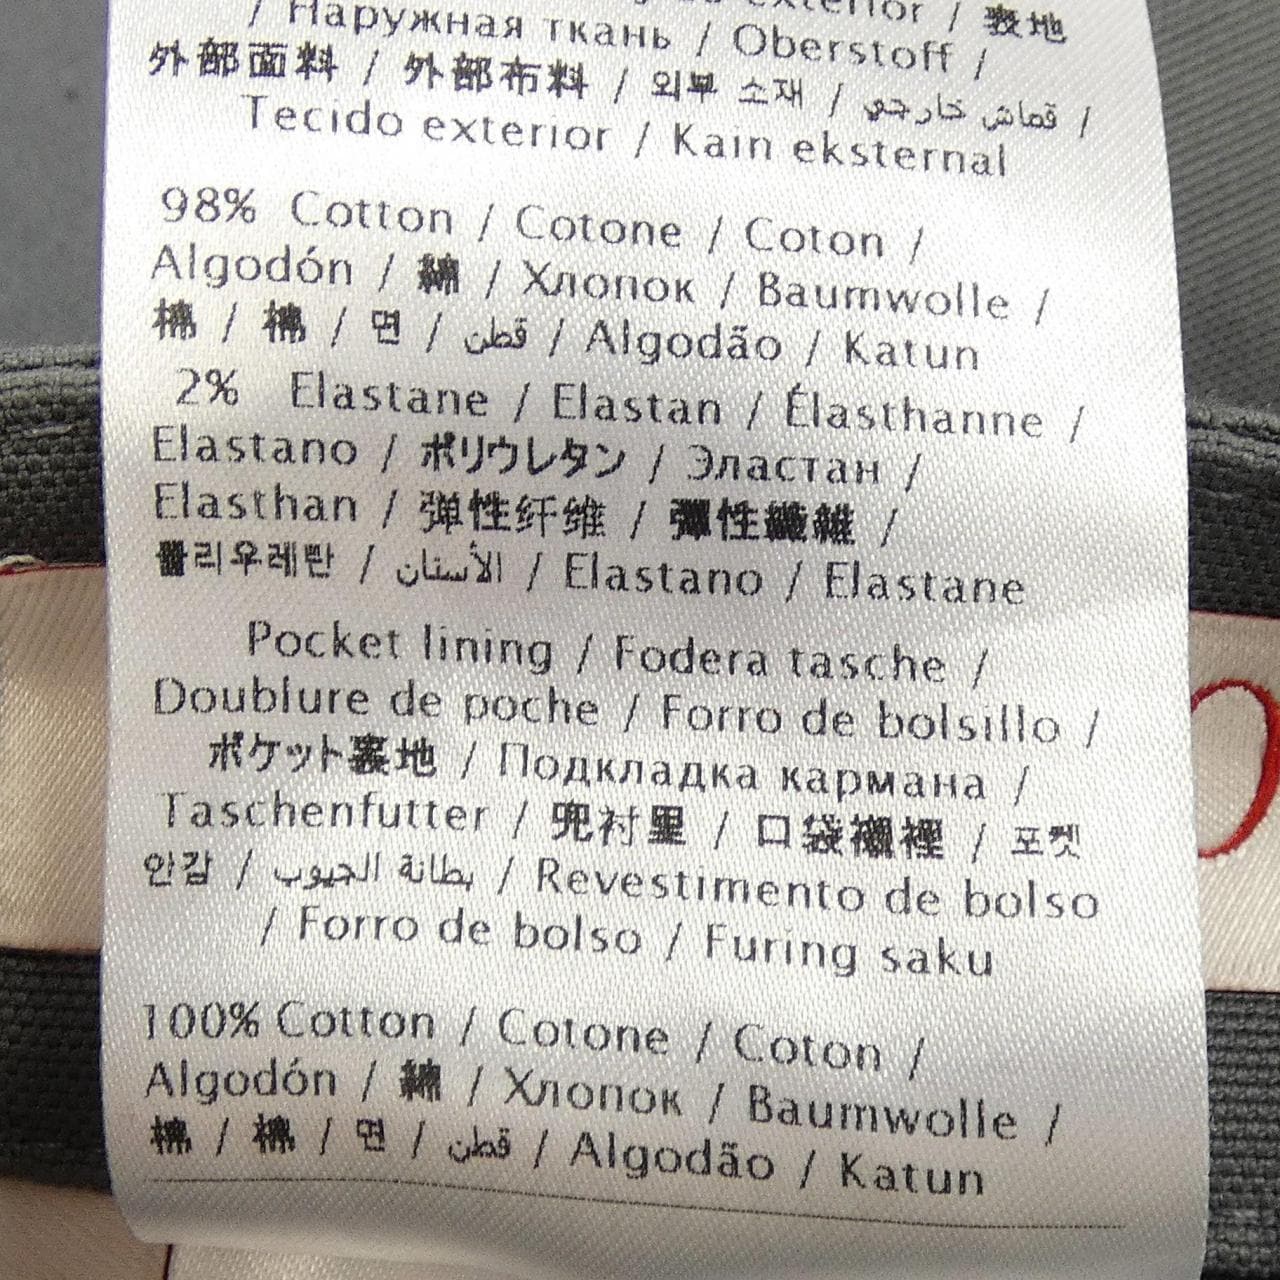 exterior / 表地
/ Наружная ткань / Oberstoff /
外部面料 / 外部布料 / 외부 소재 / قماش خارجي /
Tecido exterior / Kain eksternal
98% Cotton / Cotone / Coton /
Algodón / 綿 / Хлопок / Baumwolle /
棉 / 棉 / 면 / قطن / Algodão / Katun
2% Elastane / Elastan / Élasthanne /
Elastano / ポリウレタン / Эластан /
Elasthan / 弹性纤维 / 彈性纖維 /
폴리우레탄 / الأستان / Elastano / Elastane
Pocket lining / Fodera tasche /
Doublure de poche / Forro de bolsillo /
ポケット裏地 / Подкладка кармана /
Taschenfutter / 兜衬里 / 口袋襯裡 / 포켓
안감 / بطانة الجيوب / Revestimento de bolso
/ Forro de bolso / Furing saku
100% Cotton / Cotone / Coton /
Algodón / 綿 / Хлопок / Baumwolle /
棉 / 棉 / 면 / قطن / Algodão / Katun